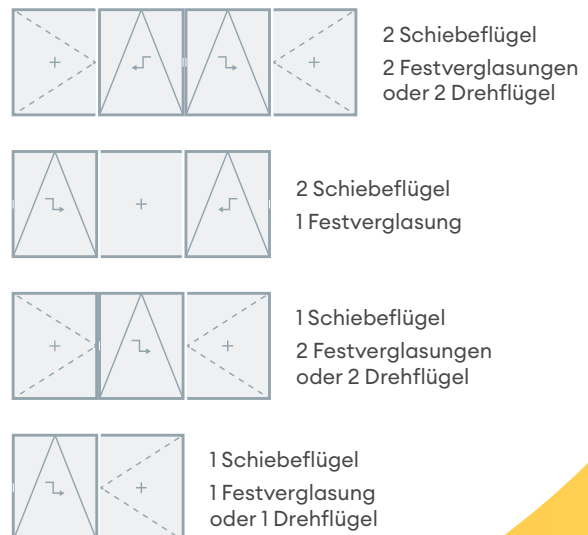 2 Schiebeflügel
2 Festverglasungen
oder 2 Drehflügel
2 Schiebeflügel
1 Festverglasung
1 Schiebeflügel
2 Festverglasungen
oder 2 Drehflügel
1 Schiebeflügel
1 Festverglasung
oder 1 Drehflügel